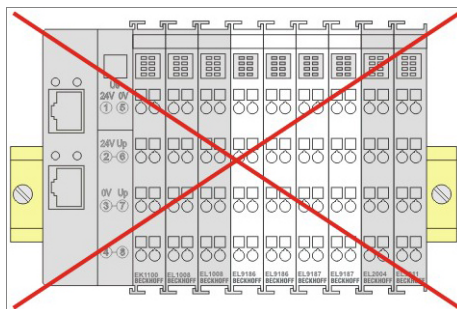 Us
24V 0V
1 5
24V Up
2 6
0V Up
3 7
4 8
EK1100 EL1008 EL1008 EL9186 EL9186 EL9187 EL9187 EL2004
BECKHOFF BECKHOFF BECKHOFF BECKHOFF BECKHOFF BECKHOFF BECKHOFF BECKHOFF BECKHOFF